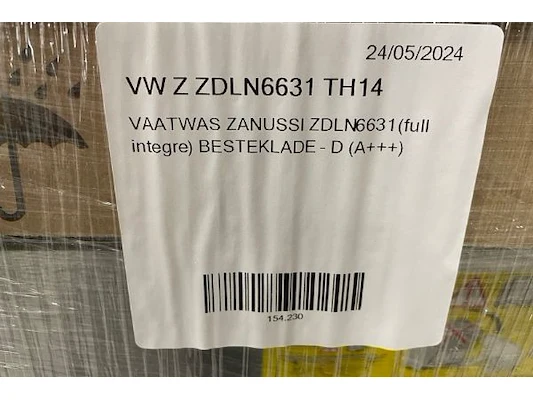 24/05/2024
VW Z ZDLN6631 TH14
VAATWAS ZANUSSI ZDLN6631(full
integre) BESTEKLADE - D (A+++)
154.230